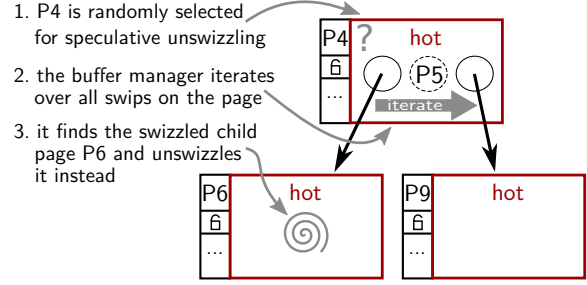 1. P4 is randomly selected
for speculative unswizzling
2. the buffer manager iterates
over all swips on the page
3. it finds the swizzled child
page P6 and unswizzles
it instead
P4
?
hot
P5
...
iterate
P6
hot
...
P9
hot
...